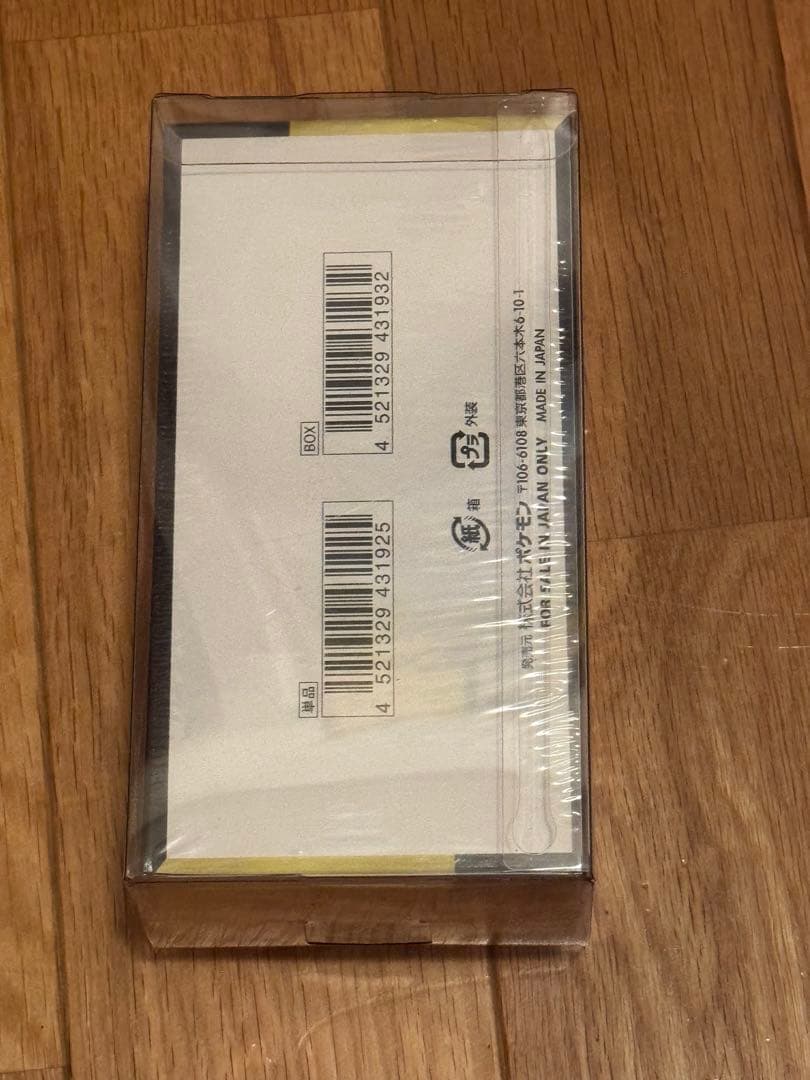 単品
4 521329 431925
BOX
4 521329 431932
紙 箱
プラ 外装
発売元 株式会社 ポケモン 〒106-6108 東京都港区六本木6-10-1
FOR SALE IN JAPAN ONLY MADE IN JAPAN